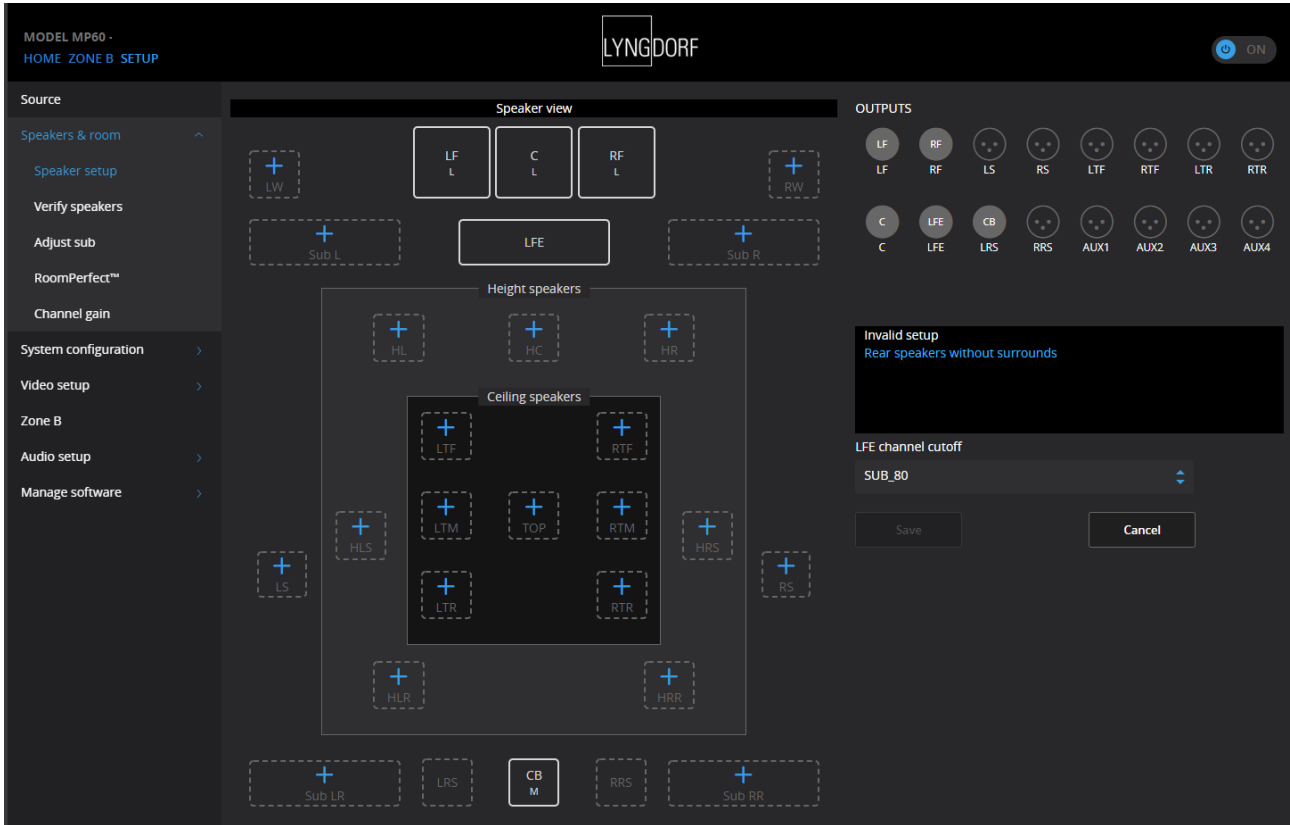 MODEL MP60 -
HOME ZONE B SETUP
LYNGDORF
ON
Source
Speakers & room
Speaker setup
Verify speakers
Adjust sub
RoomPerfect™
Channel gain
System configuration
Video setup
Zone B
Audio setup
Manage software
Speaker view
LW
LF
L
C
L
RF
L
RW
Sub L
LFE
Sub R
Height speakers
HL
HC
HR
Ceiling speakers
LTF
RTF
LTM
TOP
RTM
HLS
HRS
LS
RS
LTR
RTR
HLR
HRR
Sub LR
LRS
CB
M
RRS
Sub RR
OUTPUTS
LF RF
LF RF LS RS LTF RTF LTR RTR
C LFE CB
C LFE LRS RRS AUX1 AUX2 AUX3 AUX4
Invalid setup
Rear speakers without surrounds
LFE channel cutoff
SUB_80
Save
Cancel